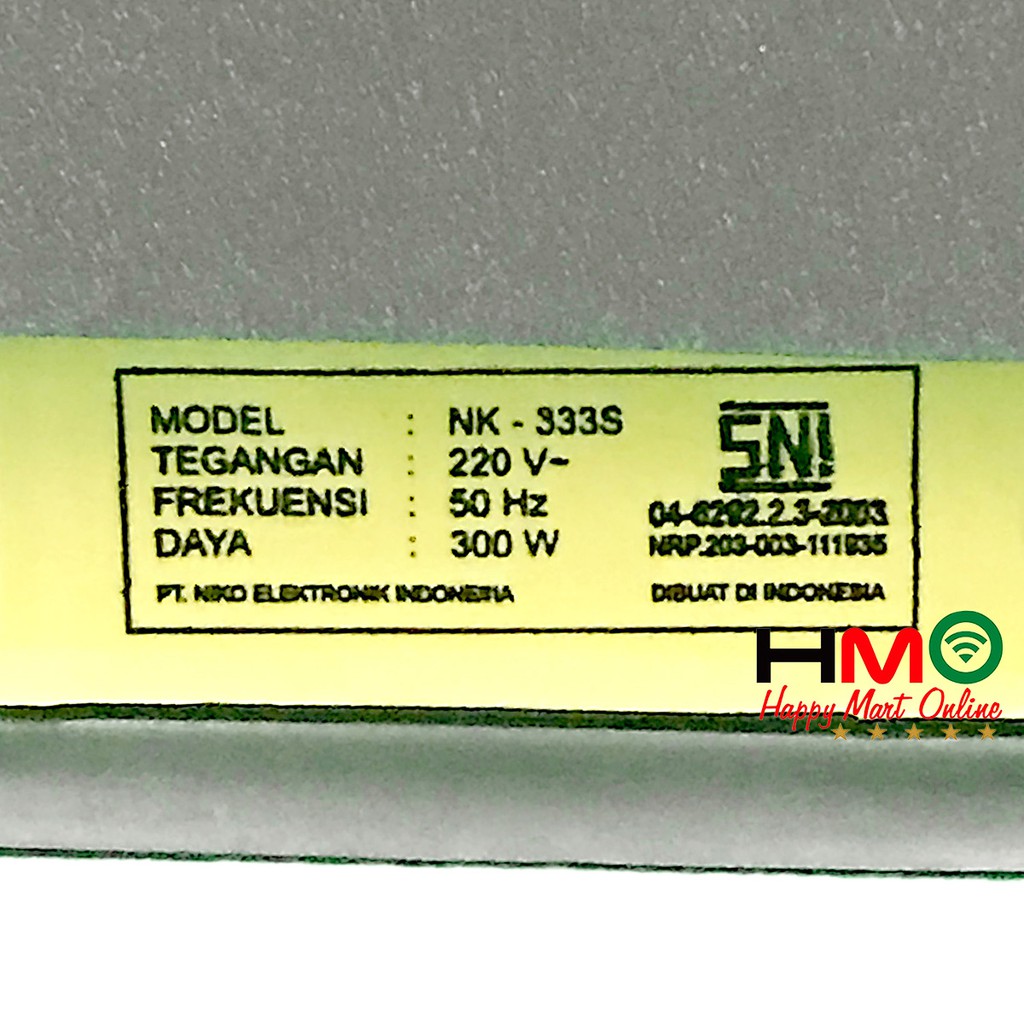 MODEL : NK - 333S
TEGANGAN : 220 V~
FREKUENSI : 50 Hz
DAYA : 300 W
PT. NIKO ELEKTRONIK INDONESIA
SNI
04-6292.2.3-2003
NRP.203-003-111935
DIBUAT DI INDONESIA
HMO
Happy Mart Online